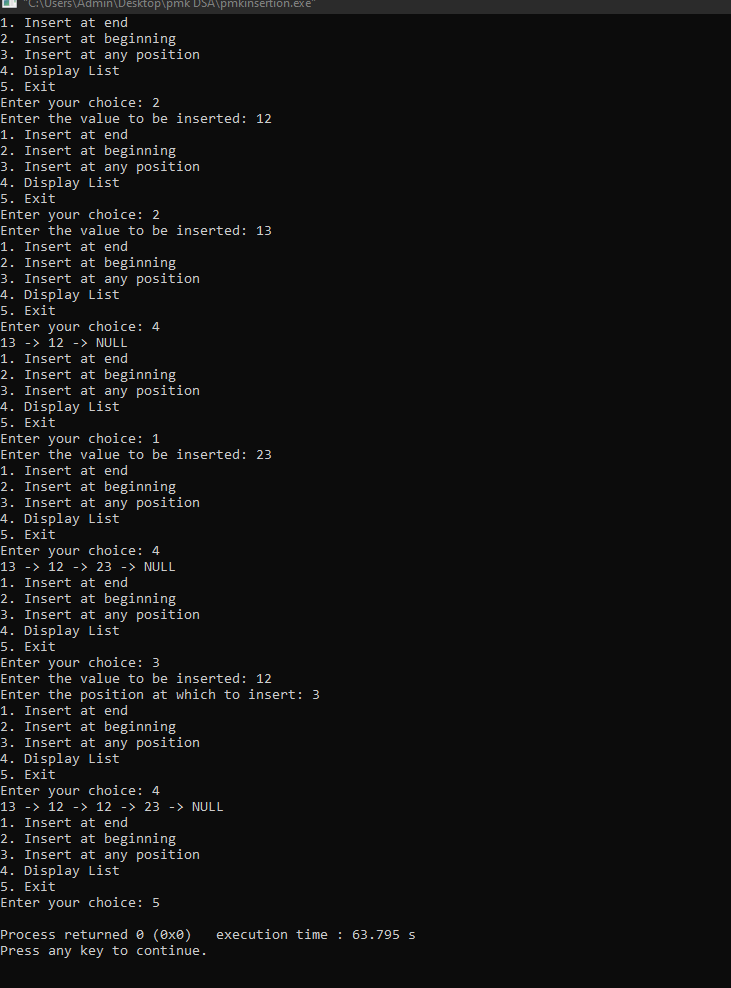 "C:\Users\Admin\Desktop\pmk DSA\pmkinsertion.exe"
1. Insert at end
2. Insert at beginning
3. Insert at any position
4. Display List
5. Exit
Enter your choice: 2
Enter the value to be inserted: 12
1. Insert at end
2. Insert at beginning
3. Insert at any position
4. Display List
5. Exit
Enter your choice: 2
Enter the value to be inserted: 13
1. Insert at end
2. Insert at beginning
3. Insert at any position
4. Display List
5. Exit
Enter your choice: 4
13 -> 12 -> NULL
1. Insert at end
2. Insert at beginning
3. Insert at any position
4. Display List
5. Exit
Enter your choice: 1
Enter the value to be inserted: 23
1. Insert at end
2. Insert at beginning
3. Insert at any position
4. Display List
5. Exit
Enter your choice: 4
13 -> 12 -> 23 -> NULL
1. Insert at end
2. Insert at beginning
3. Insert at any position
4. Display List
5. Exit
Enter your choice: 3
Enter the value to be inserted: 12
Enter the position at which to insert: 3
1. Insert at end
2. Insert at beginning
3. Insert at any position
4. Display List
5. Exit
Enter your choice: 4
13 -> 12 -> 12 -> 23 -> NULL
1. Insert at end
2. Insert at beginning
3. Insert at any position
4. Display List
5. Exit
Enter your choice: 5
Process returned 0 (0x0)   execution time : 63.795 s
Press any key to continue.